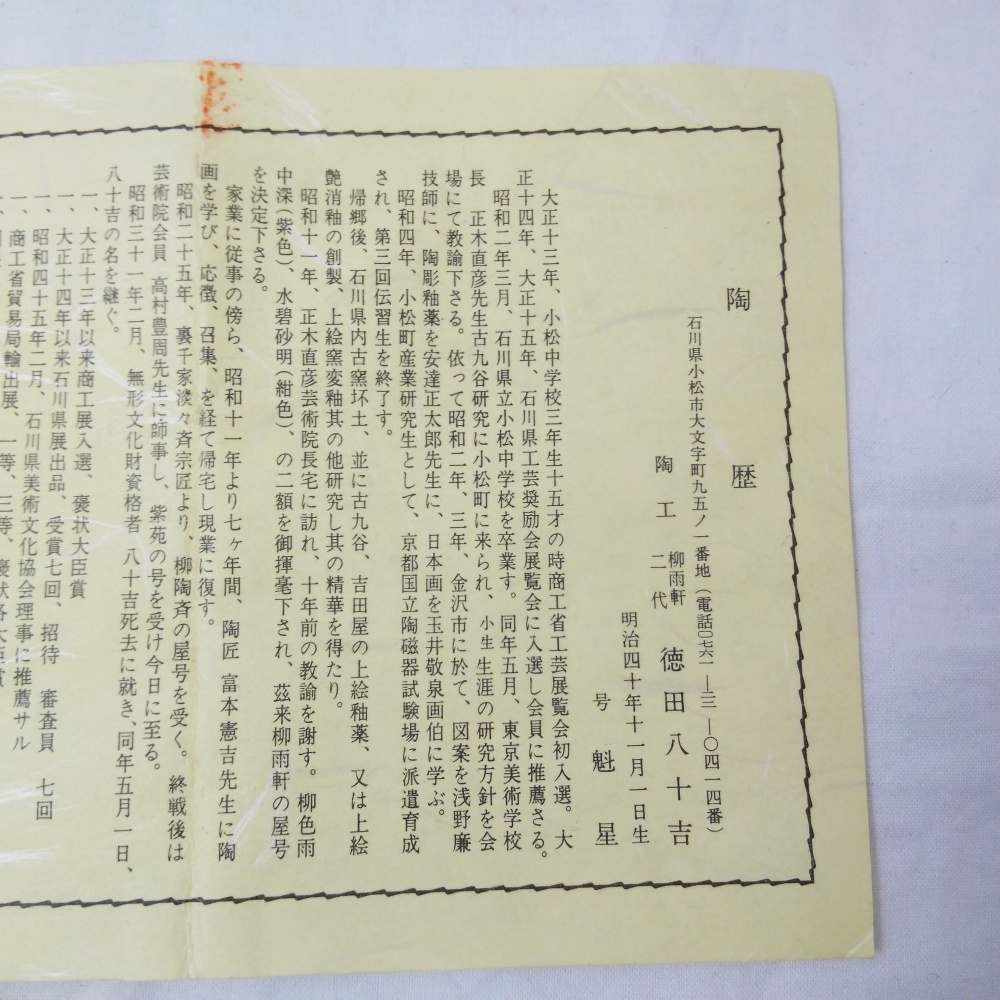 陶歴
石川県小松市大文字町九五ノ一番地(電話〇七六一―二三―〇四一四番)
陶工 柳雨軒 二代 徳田八十吉
明治四十年十一月一日生
号 魁星
大正十三年、小松中学校三年生十五才の時商工省工芸展覧会初入選。大
正十四年、大正十五年、石川県工芸奨励会展覧会に入選し会員に推薦さる。
昭和二年三月、石川県立小松中学校を卒業す。同年五月、東京美術学校
長 正木直彦先生古九谷研究に小松町に来られ、小生生涯の研究方針を会
場にて教諭下さる。依って昭和二年、三年、金沢市に於て、図案を浅野廉
技師に、陶彫釉薬を安達正太郎先生に、日本画を玉井敬泉画伯に学ぶ。
昭和四年、小松町産業研究生として、京都国立陶磁器試験場に派遣育成
され、第三回伝習生を終了す。
帰郷後、石川県内古窯坏土、並に古九谷、吉田屋の上絵釉薬、又は上絵
艶消釉の創製、上絵窯変釉其の他研究し其の精華を得たり。
昭和十一年、正木直彦芸術院長宅に訪れ、十年前の教諭を謝す。柳色雨
中深(紫色)、水碧砂明(紺色)、の二額を御揮毫下され、茲来柳雨軒の屋号
を決定下さる。
家業に従事の傍ら、昭和十一年より七ヶ年間、陶匠 富本憲吉先生に陶
画を学び、応徴、召集、を経て帰宅し現業に復す。
昭和二十五年、裏千家淡々斉宗匠より、柳陶斉の屋号を受く。終戦後は
芸術院会員 高村豊周先生に師事し、紫苑の号を受け今日に至る。
昭和三十一年二月、無形文化財資格者 八十吉死去に就き、同年五月一日、
八十吉の名を継ぐ。
一、大正十三年以来商工展入選、褒状大臣賞
一、大正十四年以来石川県展出品、受賞七回、招待 審査員 七回
一、昭和四十五年二月、石川県美術文化協会理事に推薦サル
一、商工省貿易局輸出展、一等、三等、褒状各大臣賞